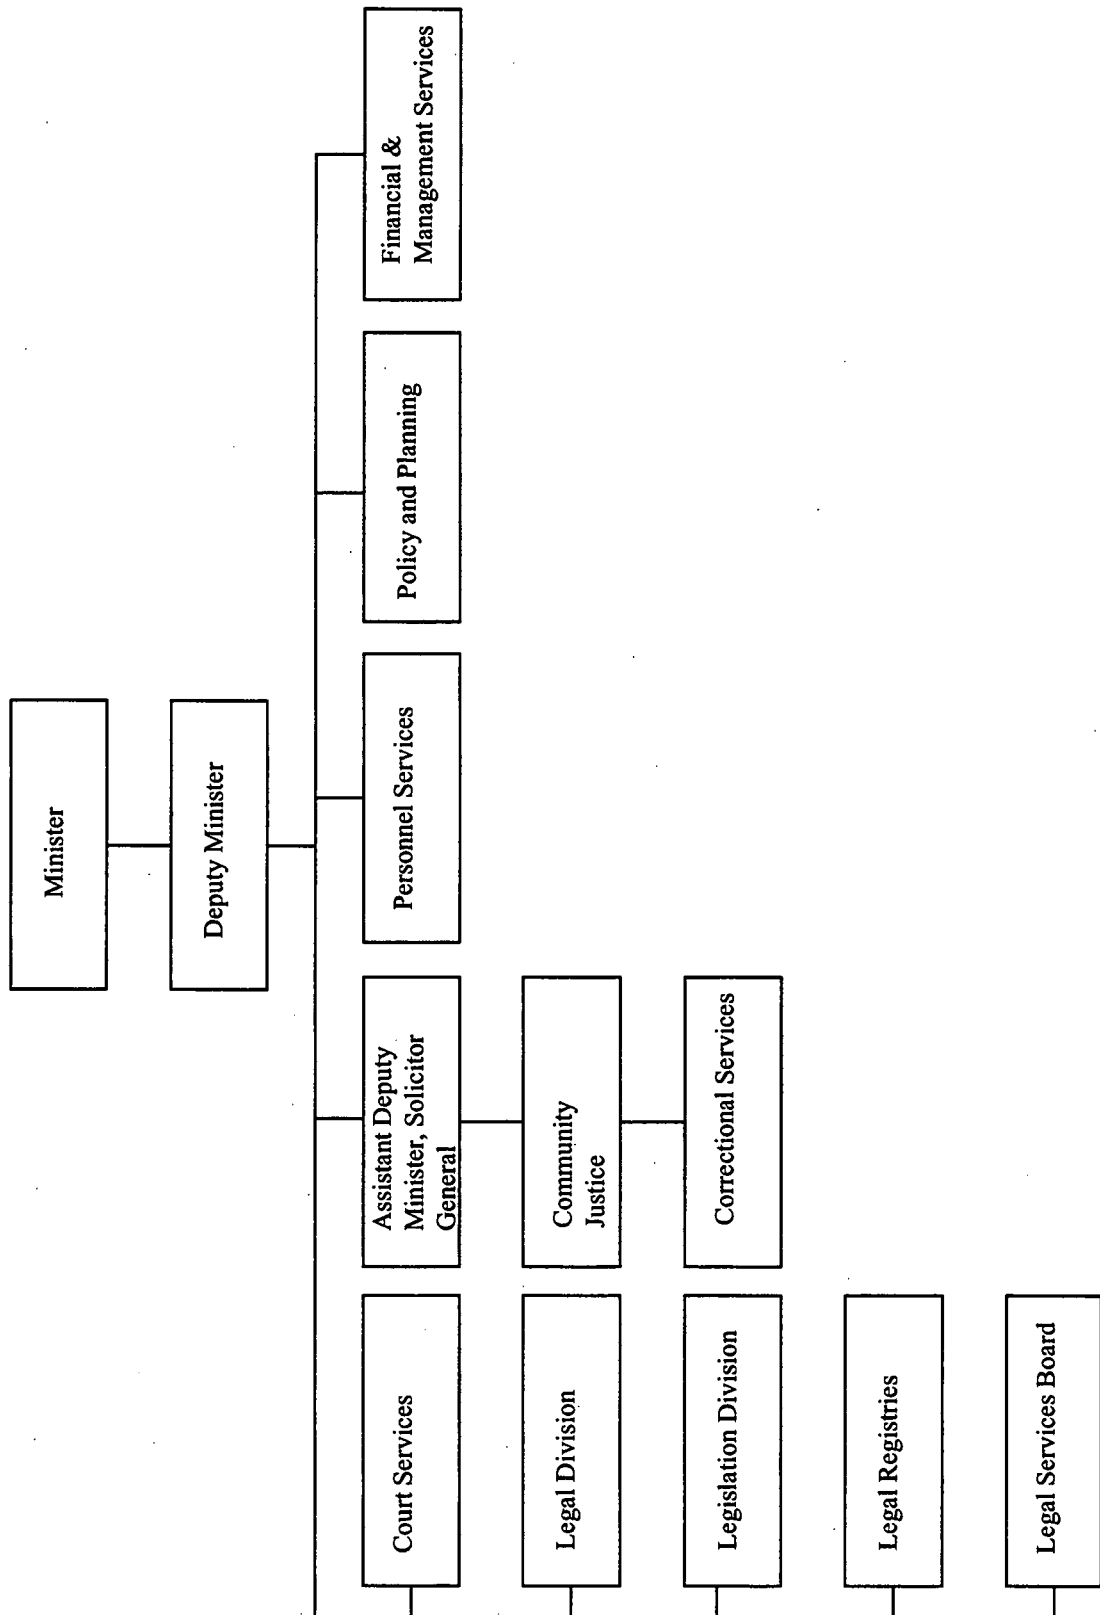 Minister
Deputy Minister
Court Services
Assistant Deputy
Minister, Solicitor
General
Personnel Services
Policy and Planning
Financial &
Management Services
Legal Division
Community
Justice
Legislation Division
Correctional Services
Legal Registries
Legal Services Board